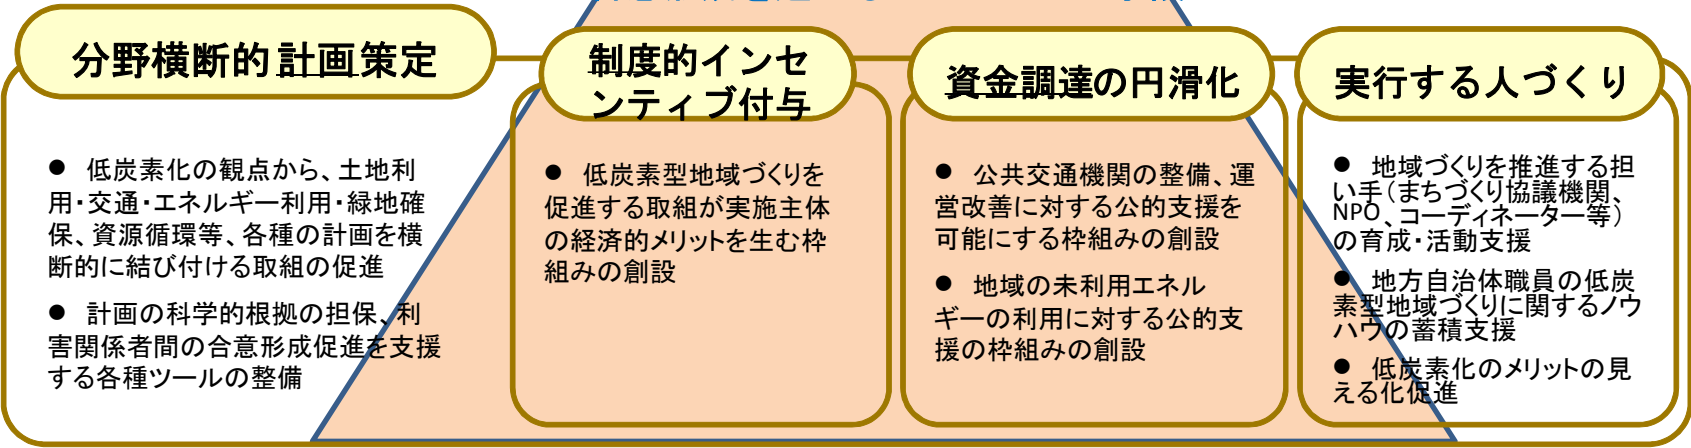 分野横断的計画策定
● 低炭素化の観点から、土地利
用・交通・エネルギー利用・緑地確
保、資源循環等、各種の計画を横
断的に結び付ける取組の促進
● 計画の科学的根拠の担保、利
害関係者間の合意形成促進を支援
する各種ツールの整備
制度的インセ
ンティブ付与
● 低炭素型地域づくりを
促進する取組が実施主体
の経済的メリットを生む枠
組みの創設
資金調達の円滑化
● 公共交通機関の整備、運
営改善に対する公的支援を
可能にする枠組みの創設
● 地域の未利用エネル
ギーの利用に対する公的支
援の枠組みの創設
実行する人づくり
● 地域づくりを推進する担
い手(まちづくり協議機関、
NPO、コーディネーター等)
の育成・活動支援
● 地方自治体職員の低炭
素型地域づくりに関するノウ
ハウの蓄積支援
● 低炭素化のメリットの見
える化促進